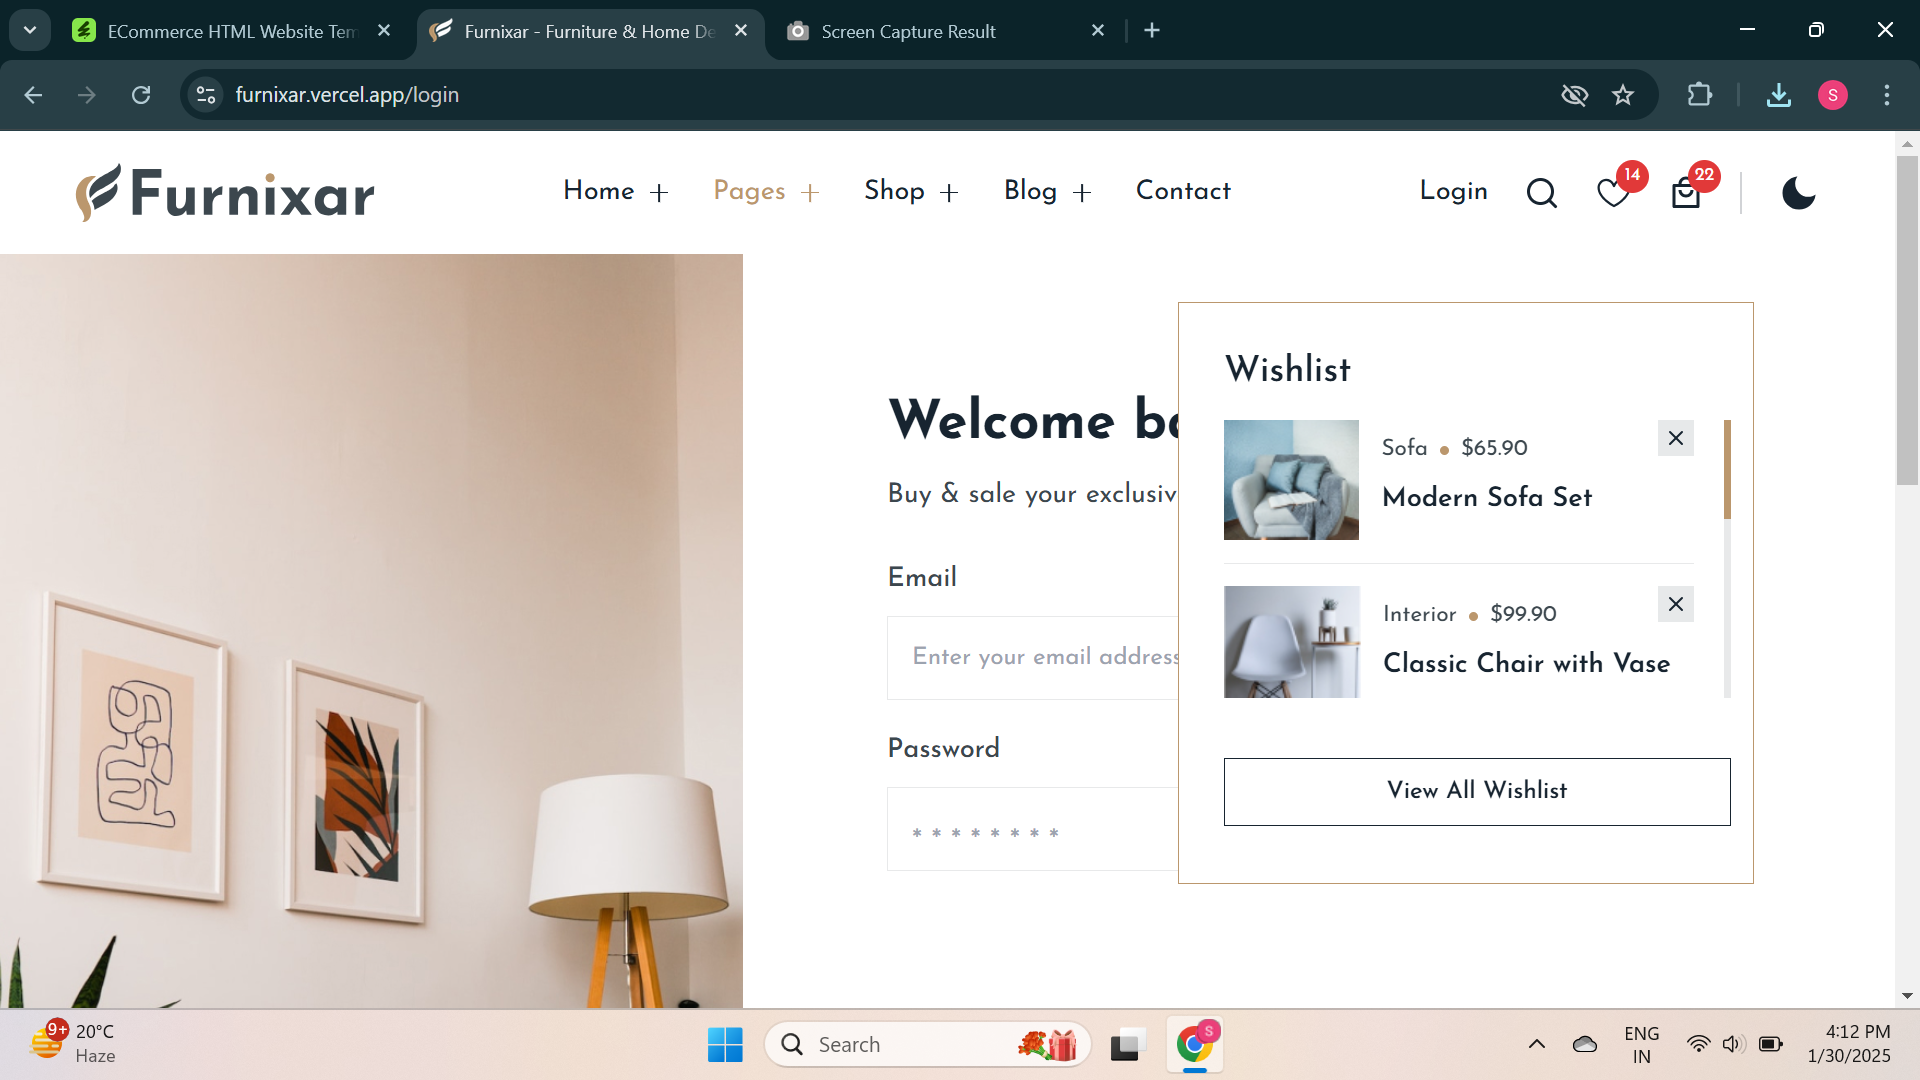 ECommerce HTML Website Tem
Furnixar - Furniture & Home De
Screen Capture Result
furnixar.vercel.app/login
S
Furnixar
Home
Pages
Shop
Blog
Contact
Login
14
22
Welcome ba
Buy & sale your exclusiv
Email
Enter your email address
Password
* * * * * * * *
Wishlist
Sofa • $65.90
Modern Sofa Set
Interior • $99.90
Classic Chair with Vase
View All Wishlist
9+
20°C
Haze
Search
S
ENG
IN
4:12 PM
1/30/2025